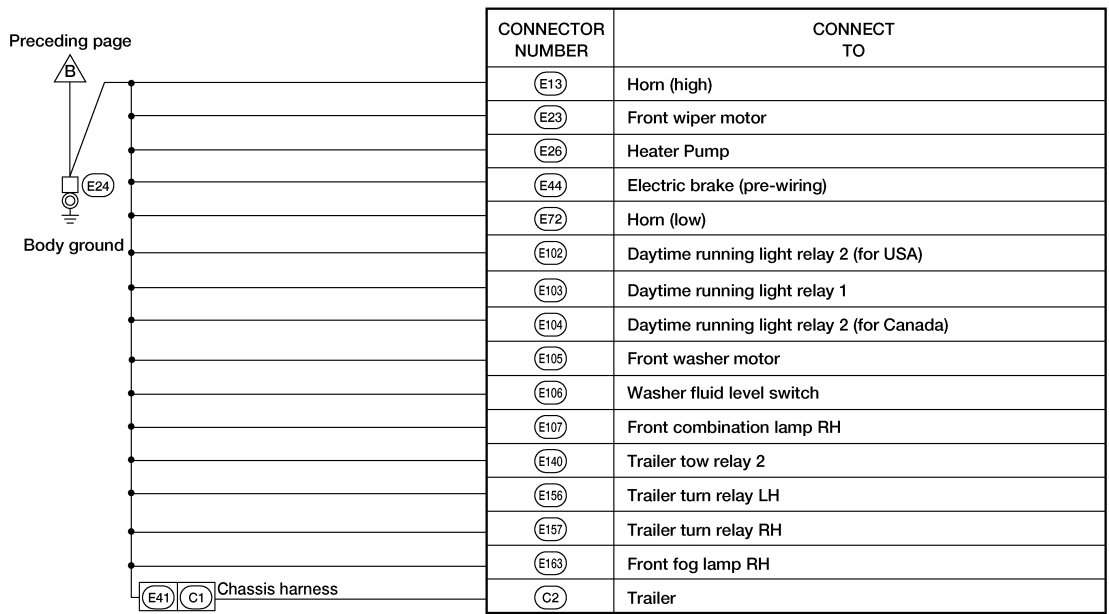 Preceding page
B
E24
Body ground
CONNECTOR NUMBER
CONNECT TO
E13 Horn (high)
E23 Front wiper motor
E26 Heater Pump
E44 Electric brake (pre-wiring)
E72 Horn (low)
E102 Daytime running light relay 2 (for USA)
E103 Daytime running light relay 1
E104 Daytime running light relay 2 (for Canada)
E105 Front washer motor
E106 Washer fluid level switch
E107 Front combination lamp RH
E140 Trailer tow relay 2
E156 Trailer turn relay LH
E157 Trailer turn relay RH
E163 Front fog lamp RH
E41 C1 Chassis harness
C2 Trailer